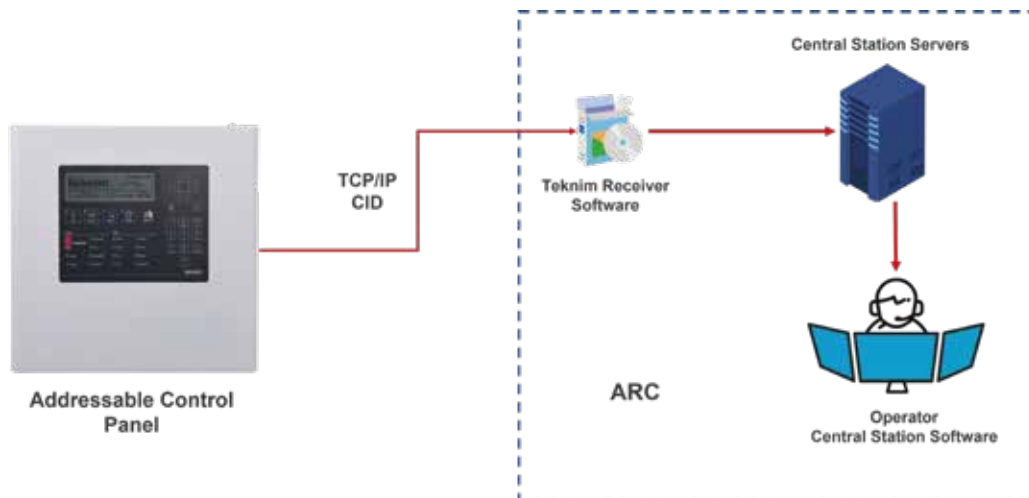 Central Station Servers
TCP/IP
CID
Teknim Receiver
Software
Addressable Control
Panel
ARC
Operator
Central Station Software